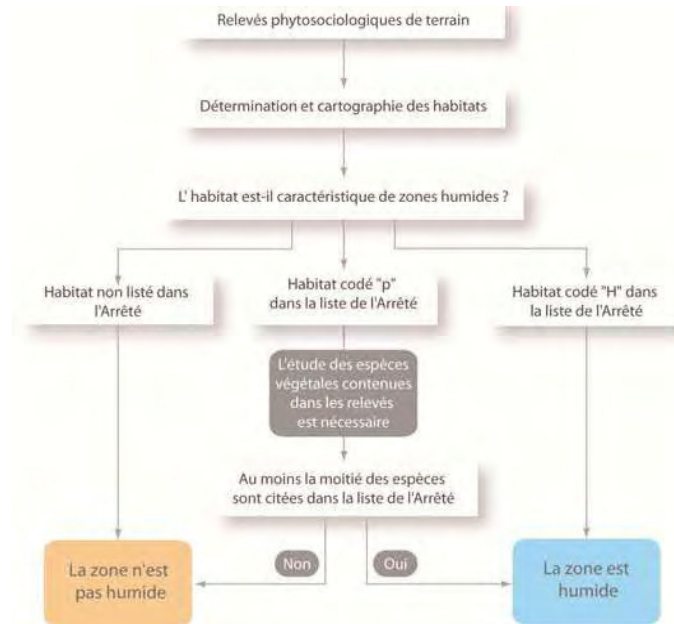 Relevés phytosociologiques de terrain
Détermination et cartographie des habitats
L' habitat est-il caractéristique de zones humides ?
Habitat non listé dans
l'Arrêté
Habitat codé "p"
dans la liste de l'Arrêté
Habitat codé "H" dans
la liste de l'Arrêté
L'étude des espèces
végétales contenues
dans les relevés
est nécessaire
Au moins la moitié des espèces
sont citées dans la liste de l'Arrêté
Non
Oui
La zone n'est
pas humide
La zone est
humide